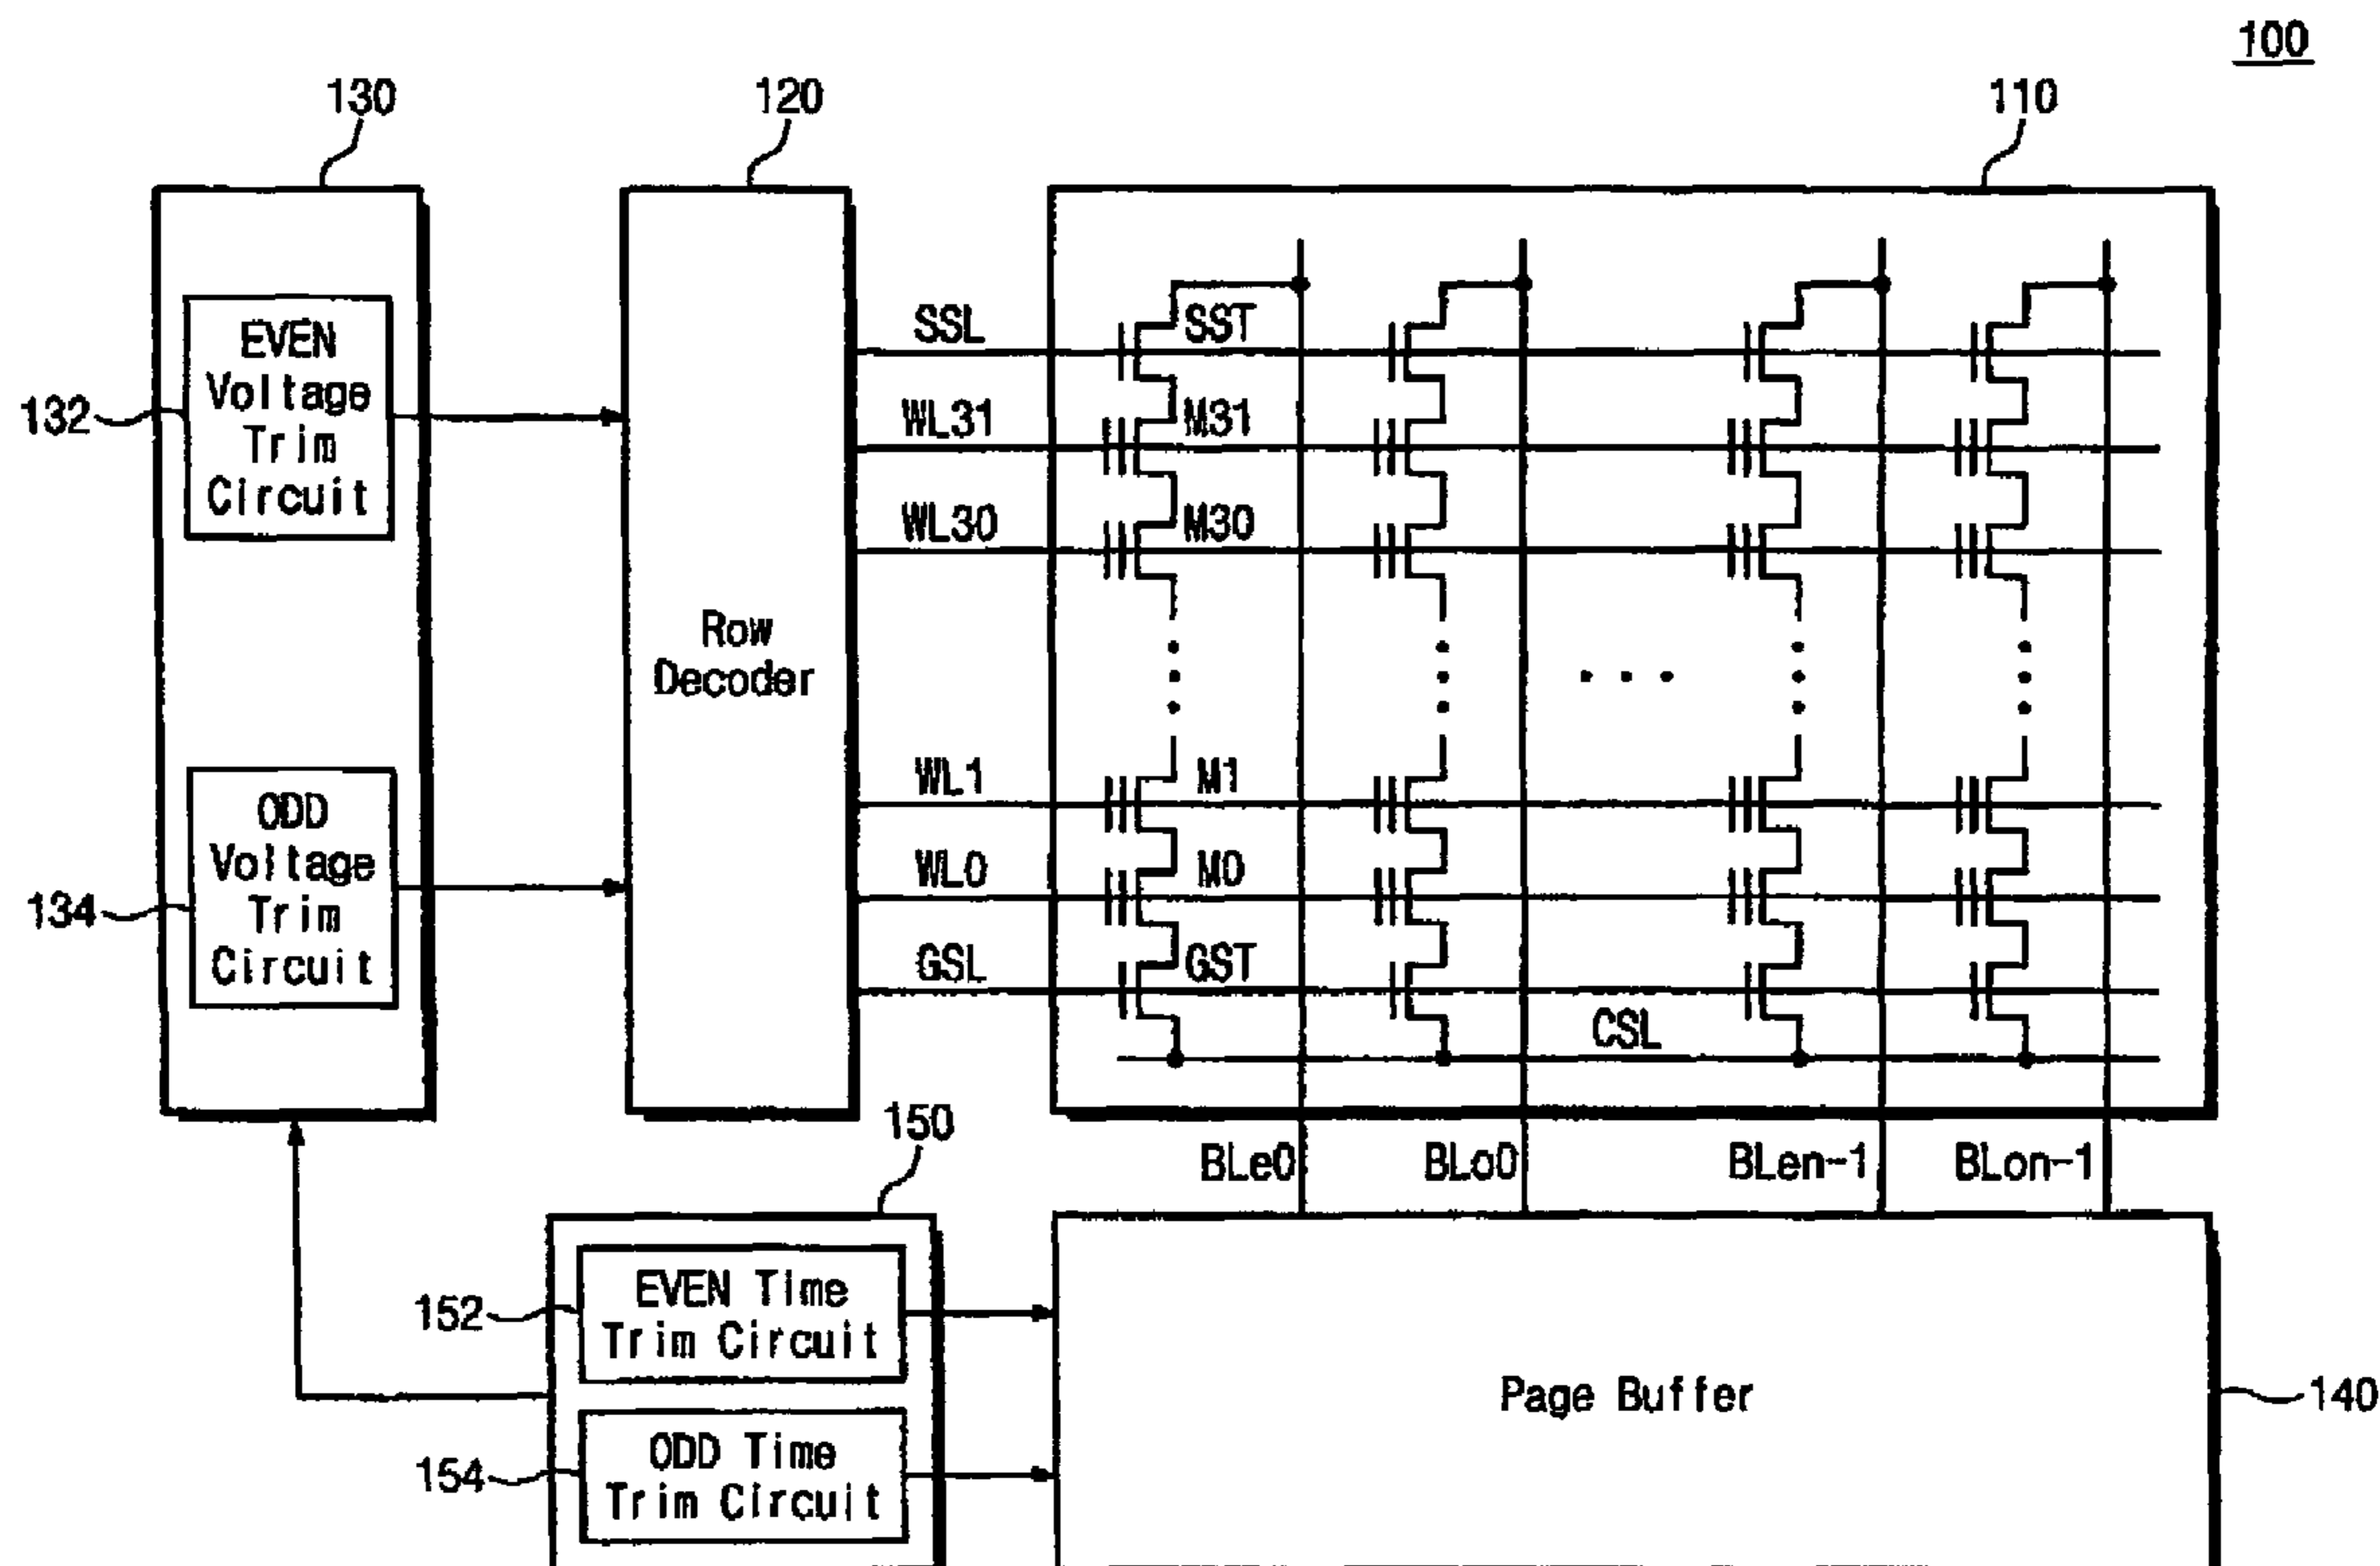 100
130
120
110
EVEN
Voltage
Trim
Circuit
132
ODD
Voltage
Trim
Circuit
134
Row
Decoder
SSL
SST
WL31
M31
WL30
M30
WL1
M1
WL0
M0
GSL
GST
CSL
BLe0
BLo0
BLen-1
BLon-1
150
EVEN Time
Trim Circuit
152
ODD Time
Trim Circuit
154
Page Buffer
140